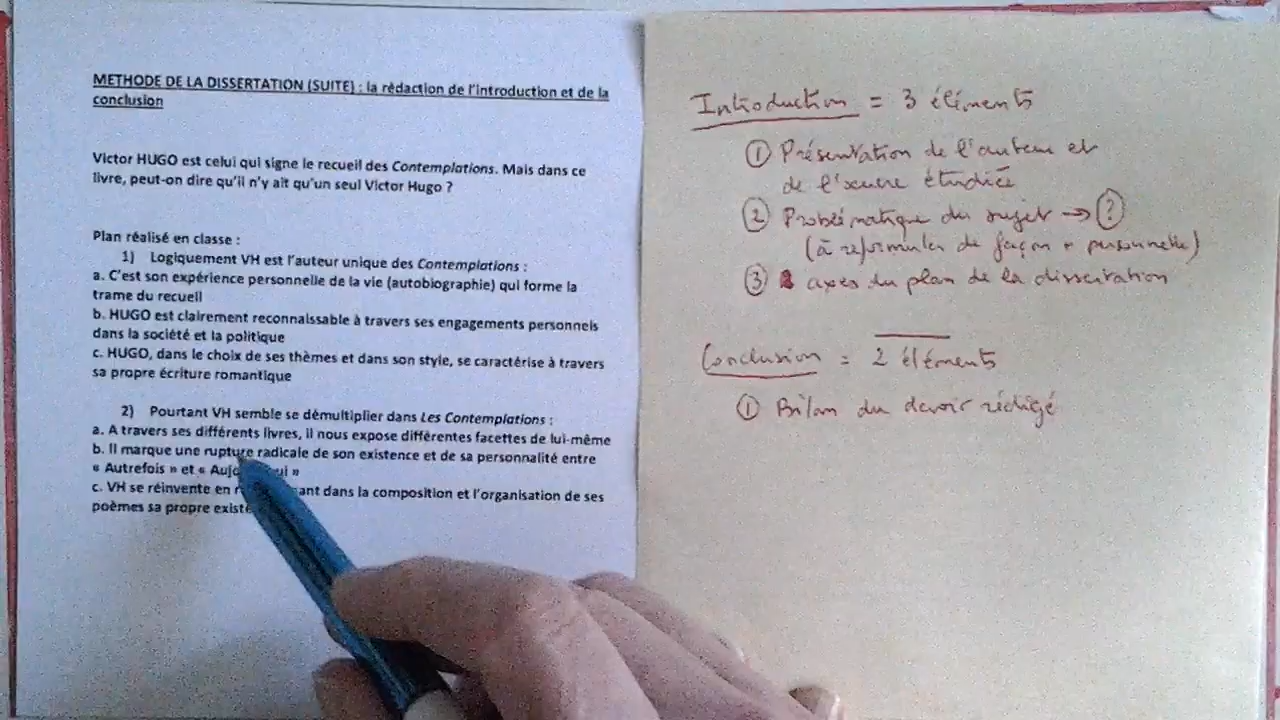 METHODE DE LA DISSERTATION (SUITE) : la rédaction de l'introduction et de la
conclusion
Victor HUGO est celui qui signe le recueil des Contemplations. Mais dans ce
livre, peut-on dire qu'il n'y ait qu'un seul Victor Hugo ?
Plan réalisé en classe :
1) Logiquement VH est l'auteur unique des Contemplations :
a. C'est son expérience personnelle de la vie (autobiographie) qui forme la
trame du recueil
b. HUGO est clairement reconnaissable à travers ses engagements personnels
dans la société et la politique
c. HUGO, dans le choix de ses thèmes et dans son style, se caractérise à travers
sa propre écriture romantique
2) Pourtant VH semble se démultiplier dans Les Contemplations :
a. A travers ses différents livres, il nous expose différentes facettes de lui-même
b. Il marque une rupture radicale de son existence et de sa personnalité entre
« Autrefois » et «
c. VH se réinvente en dans la composition et l'organisation de ses
poèmes sa propre
Introduction = 3 éléments
① Présentation de l'auteur et
de l'œuvre étudiée
② Problématique du sujet → ?
(à reformuler de façon + personnelle)
③ axes du plan de la dissertation
Conclusion = 2 éléments
① Bilan du devoir rédigé